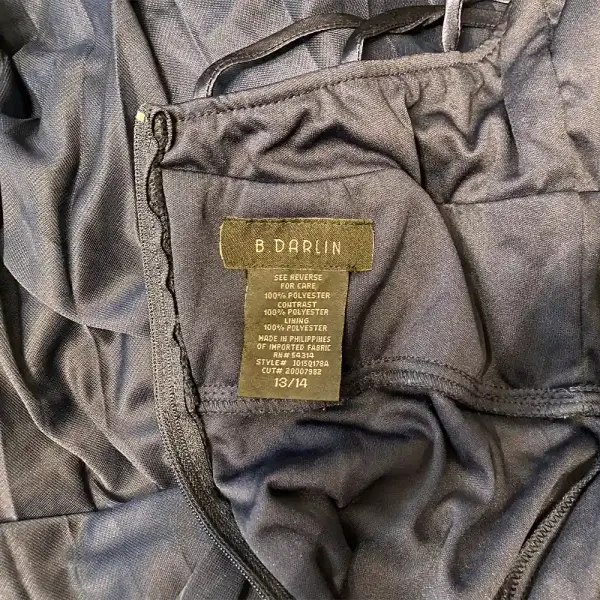 B DARLIN
SEE REVERSE
FOR CARE
100% POLYESTER
CONTRAST
100% POLYESTER
LINING
100% POLYESTER
MADE IN PHILIPPINES
OF IMPORTED FABRIC
RN# 54314
STYLE# 1015Q178A
CUT# 20007982
13/14